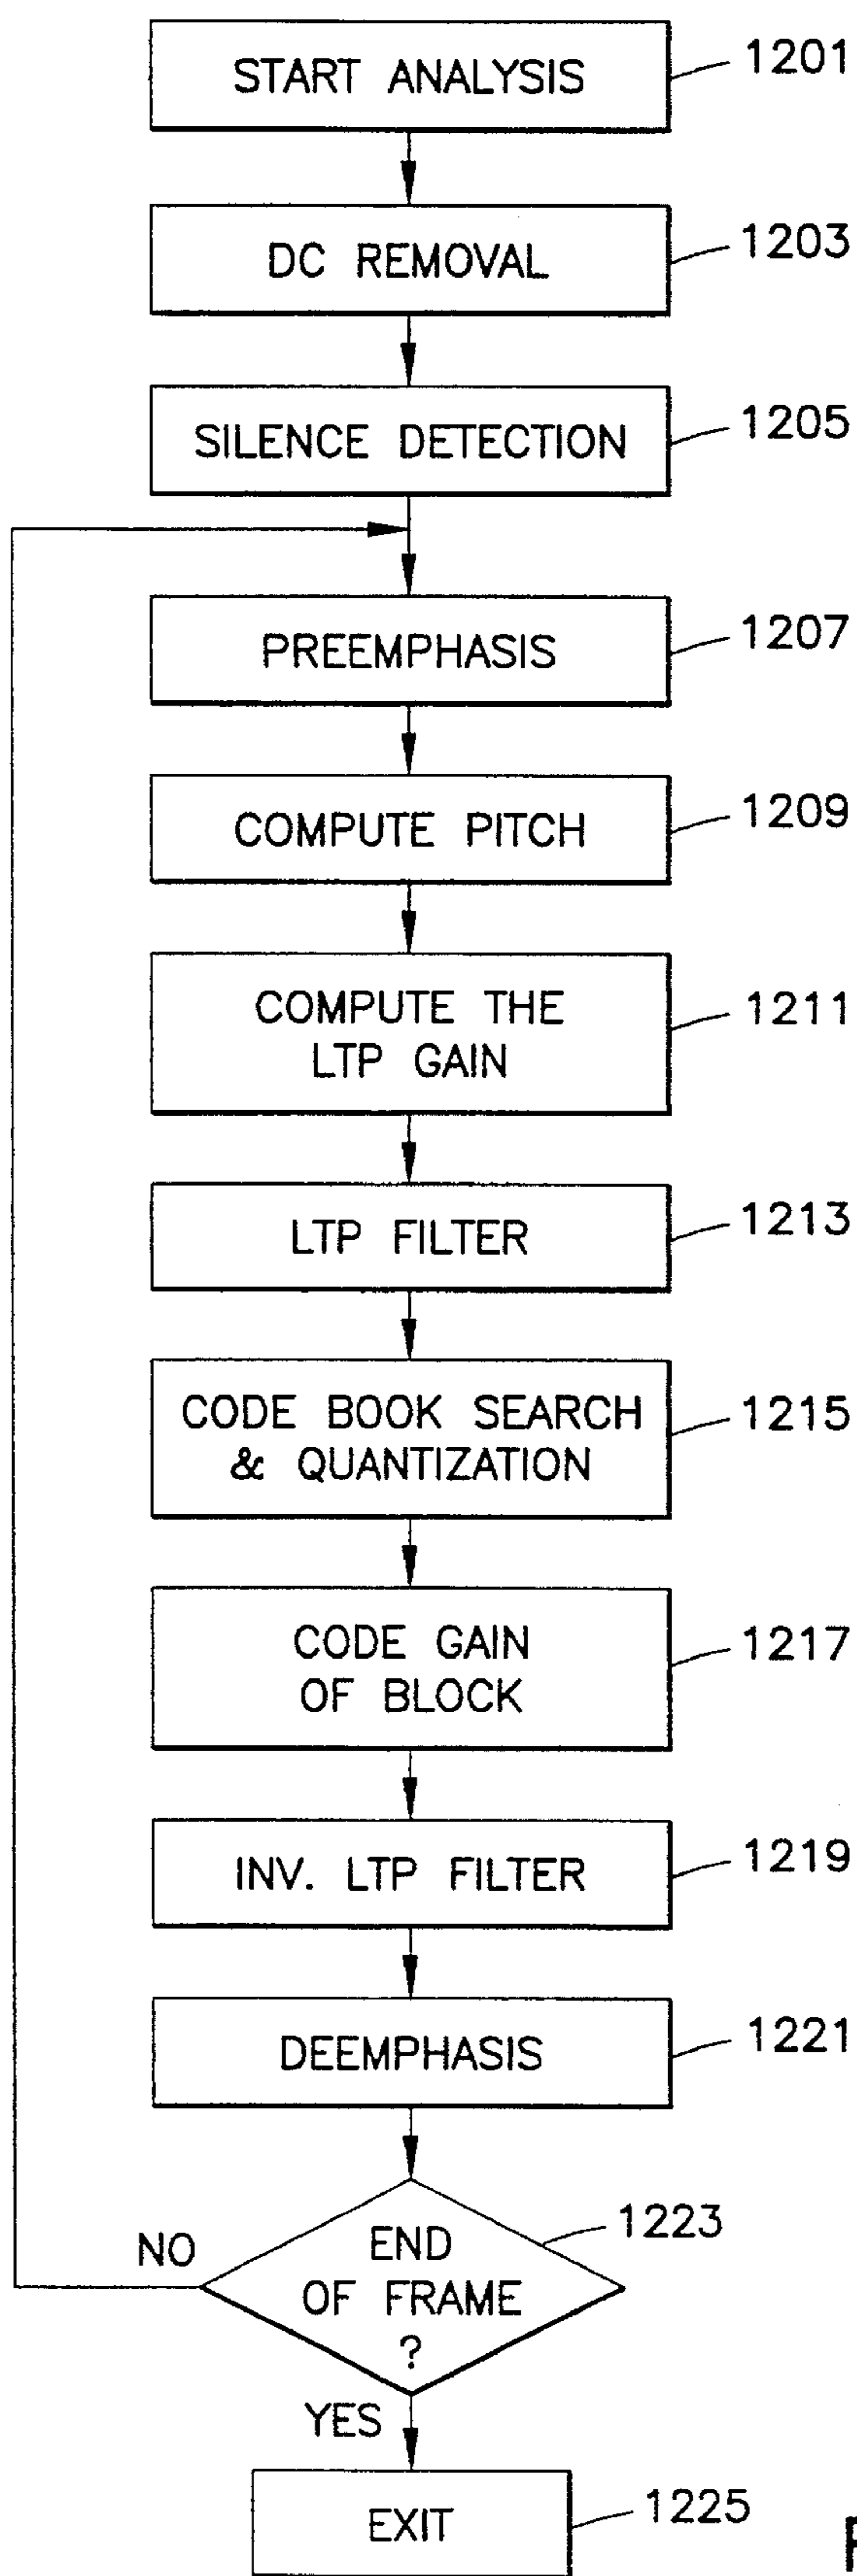 START ANALYSIS
1201
DC REMOVAL
1203
SILENCE DETECTION
1205
PREEMPHASIS
1207
COMPUTE PITCH
1209
COMPUTE THE
LTP GAIN
1211
LTP FILTER
1213
CODE BOOK SEARCH
& QUANTIZATION
1215
CODE GAIN
OF BLOCK
1217
INV. LTP FILTER
1219
DEEMPHASIS
1221
END
OF FRAME
?
1223
NO
YES
EXIT
1225